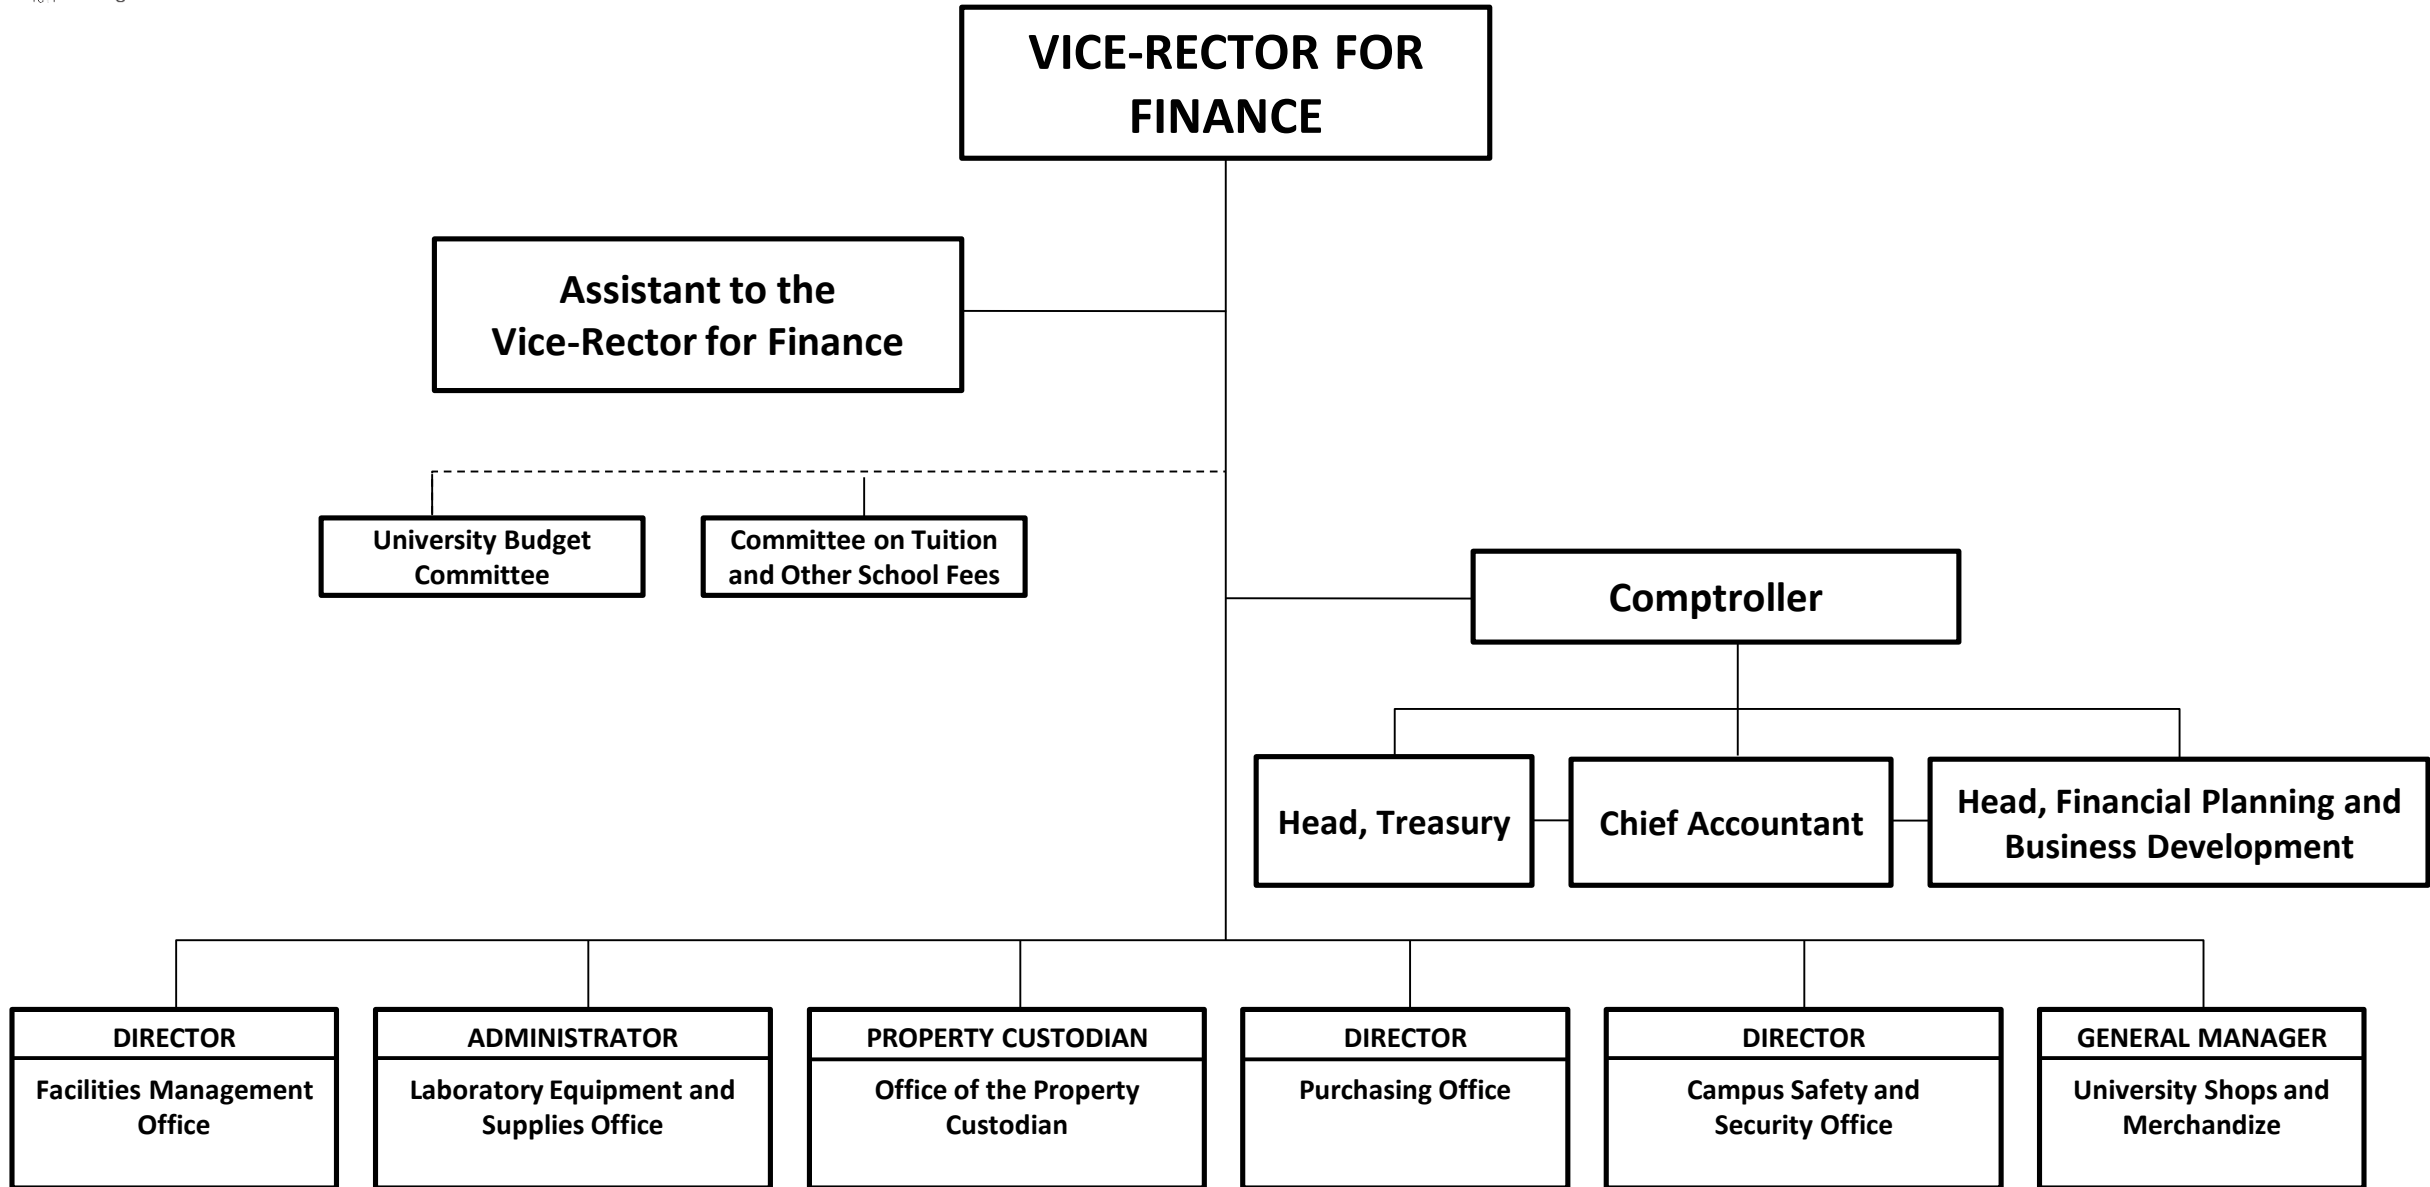 VICE-RECTOR FOR
FINANCE
Assistant to the
Vice-Rector for Finance
University Budget
Committee
Committee on Tuition
and Other School Fees
Comptroller
Head, Treasury
Chief Accountant
Head, Financial Planning and
Business Development
DIRECTOR
Facilities Management
Office
ADMINISTRATOR
Laboratory Equipment and
Supplies Office
PROPERTY CUSTODIAN
Office of the Property
Custodian
DIRECTOR
Purchasing Office
DIRECTOR
Campus Safety and
Security Office
GENERAL MANAGER
University Shops and
Merchandize